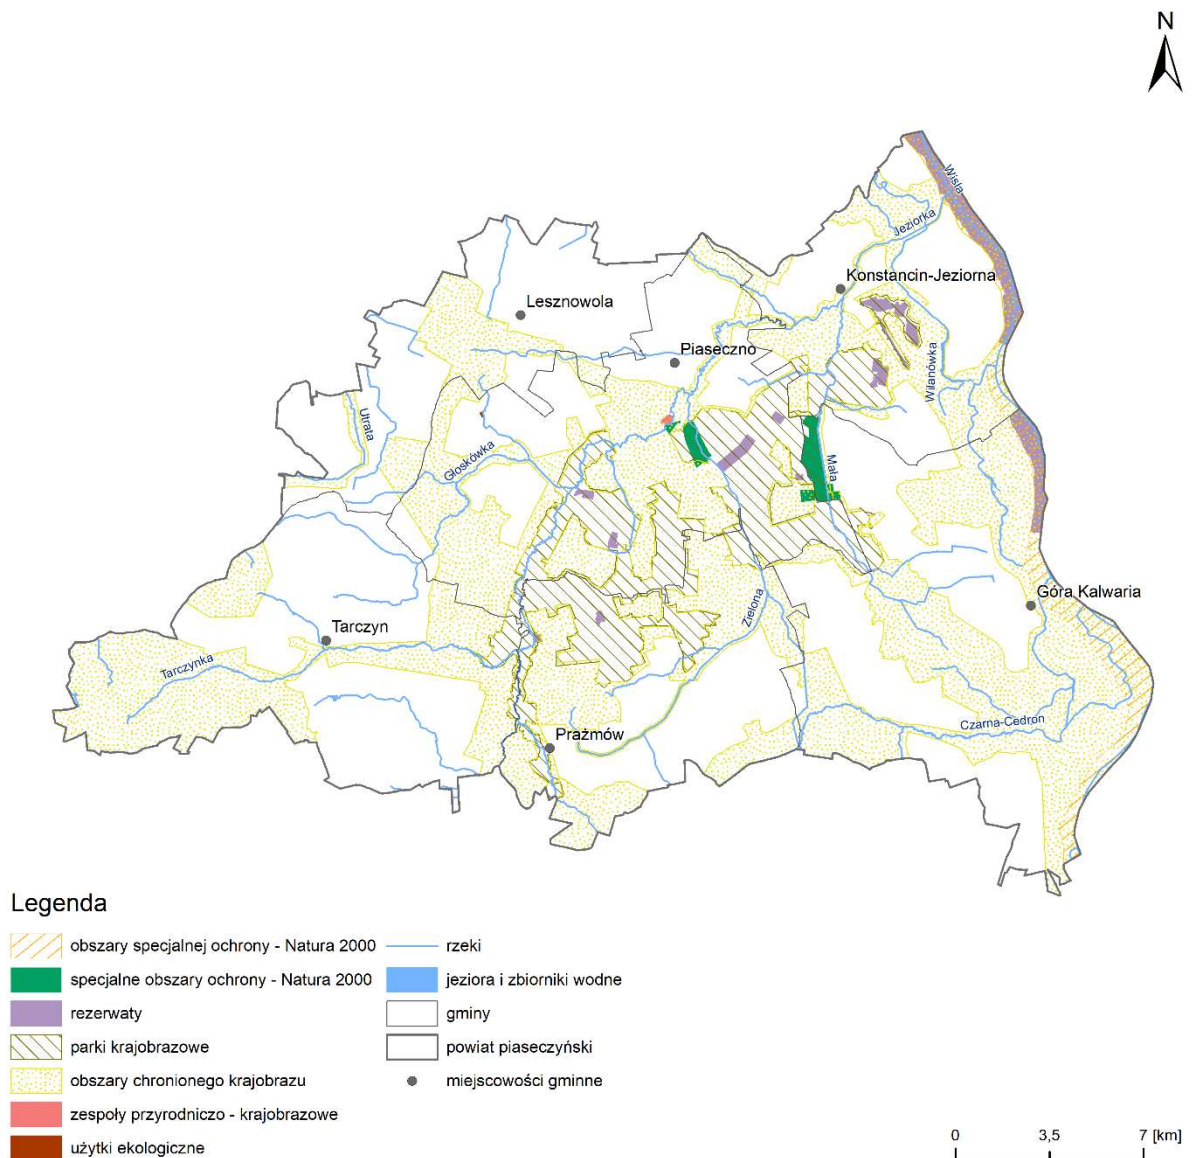 N
Wisła
Jeziorka
Konstancin-Jeziorna
Lesznowola
Piaseczno
Wilanówka
Utrata
Głoskówka
Mała
Góra Kalwaria
Zielona
Tarczyn
Tarczynka
Czarna-Cedron
Prażmów
Legenda
obszary specjalnej ochrony - Natura 2000
specjalne obszary ochrony - Natura 2000
rezerwaty
parki krajobrazowe
obszary chronionego krajobrazu
zespoły przyrodniczo - krajobrazowe
użytki ekologiczne
rzeki
jeziora i zbiorniki wodne
gminy
powiat piaseczyński
miejscowości gminne
0 3,5 7 [km]